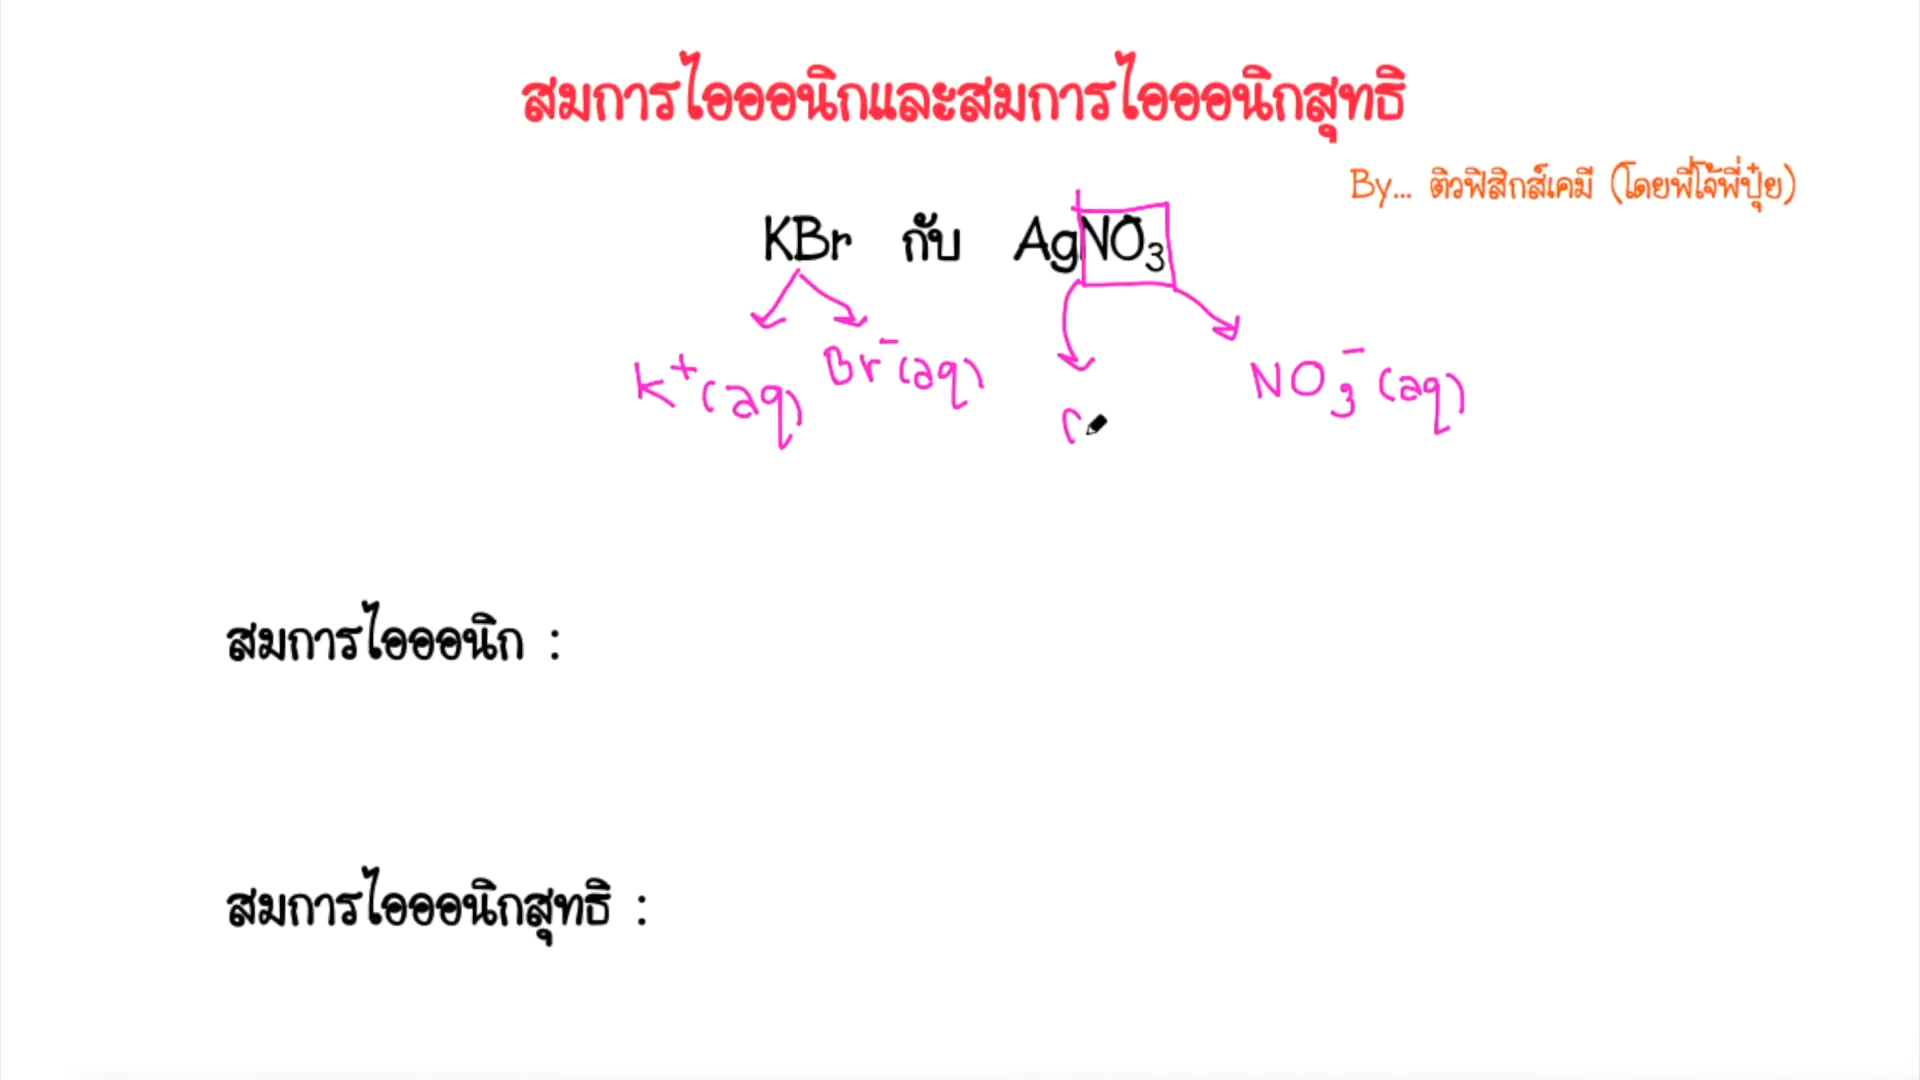 สมการไอออนิกและสมการไอออนิกสุทธิ
By... ติวฟิสิกส์เคมี (โดยพี่โจ้พี่ปุ๋ย)
KBr กับ AgNO₃
K⁺(aq) Br⁻(aq) NO₃⁻(aq)
สมการไอออนิก :
สมการไอออนิกสุทธิ :